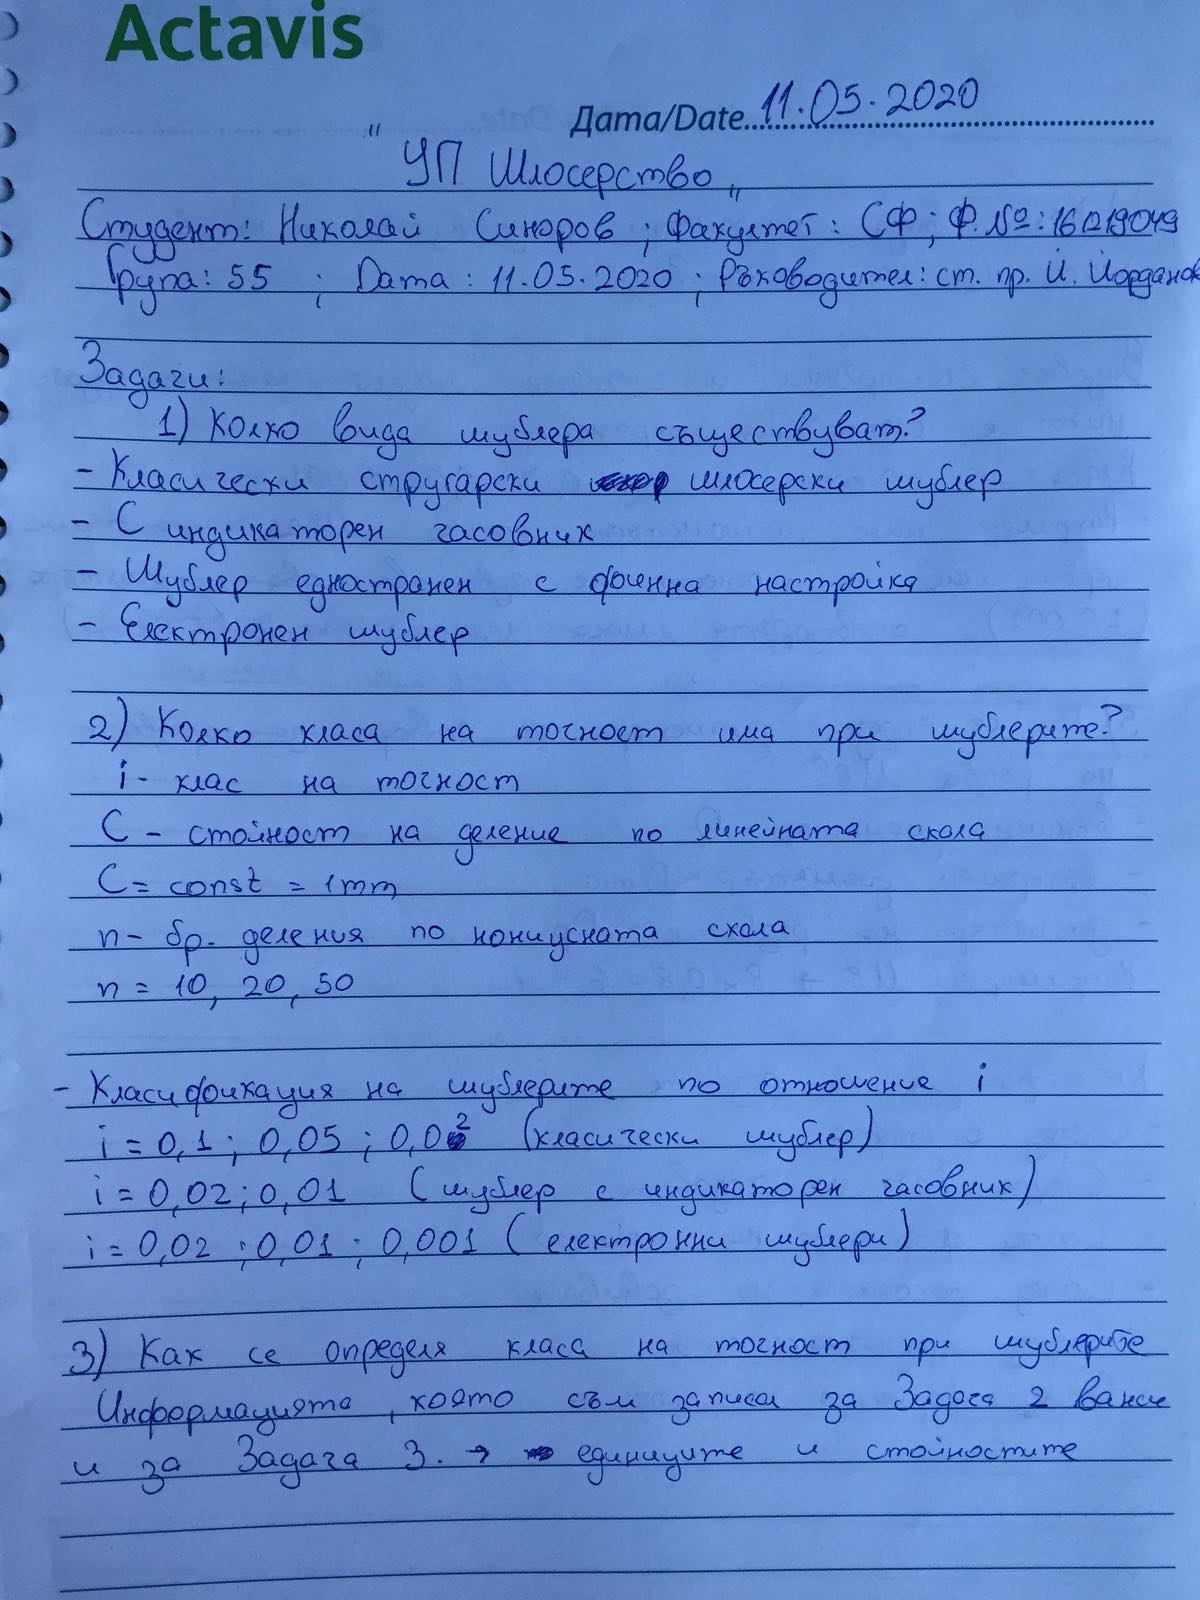 Actavis
Дата/Date 11.05.2020
" УП Шлосерство "
Студент: Николай Синоров ; Факултет: СФ ; Ф. №: 161219049
Група: 55 ; Дата: 11.05.2020 ; Ръководител: ст. пр. Й. Йорданов
Задачи:
1) Колко вида шублера съществуват?
- Класически стругарски шлосерски шублер
- С индикаторен часовник
- Шублер едностранен с финна настройка
- Електронен шублер
2) Колко класа на точност има при шублерите?
i - клас на точност
C - стойност на деление по линейната скала
C = const = 1mm
n - бр. деления по нониусната скала
n = 10, 20, 50
- Класификация на шублерите по отношение i
i = 0,1 ; 0,05 ; 0,02 (класически шублер)
i = 0,02 ; 0,01 (шублер с индикаторен часовник)
i = 0,02 ; 0,01 ; 0,001 (електронни шублери)
3) Как се определя класа на точност при шублерите
Информацията, която съм записал за Задача 2 важи
и за Задача 3. → единиците и стойностите